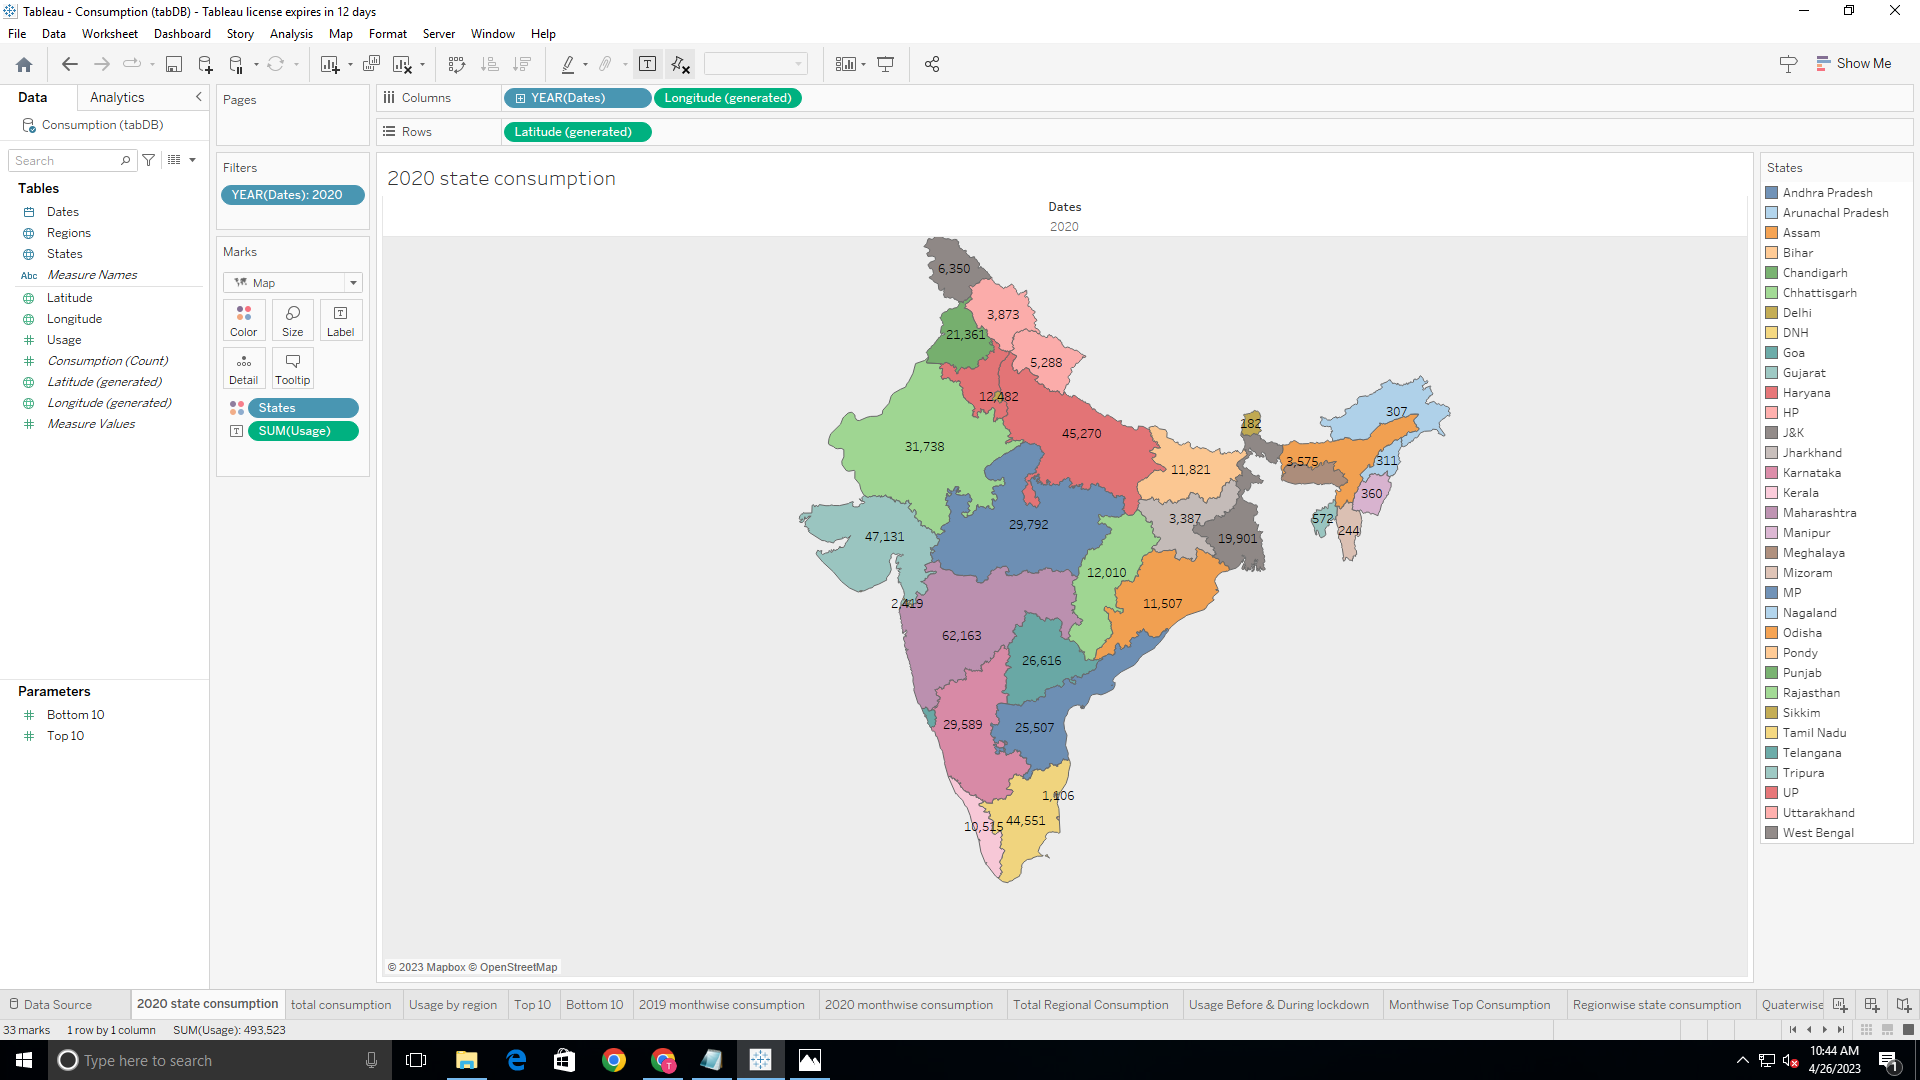 Tableau - Consumption (tabDB) - Tableau license expires in 12 days
File Data Worksheet Dashboard Story Analysis Map Format Server Window Help
Show Me
Data Analytics
Consumption (tabDB)
Search
Tables
Dates
Regions
States
Abc Measure Names
Latitude
Longitude
Usage
Consumption (Count)
Latitude (generated)
Longitude (generated)
Measure Values
Parameters
Bottom 10
Top 10
Pages
Filters
YEAR(Dates): 2020
Marks
Map
Color Size Label
Detail Tooltip
States
SUM(Usage)
Columns YEAR(Dates) Longitude (generated)
Rows Latitude (generated)
2020 state consumption
Dates
2020
6,350
3,873
21,361
5,288
12,482
307
182
45,270
31,738
3,575
311
11,821
360
3,387
572
29,792
244
47,131
19,901
12,010
2,419
11,507
62,163
26,616
29,589
25,507
1,106
44,551
10,515
© 2023 Mapbox © OpenStreetMap
States
Andhra Pradesh
Arunachal Pradesh
Assam
Bihar
Chandigarh
Chhattisgarh
Delhi
DNH
Goa
Gujarat
Haryana
HP
J&K
Jharkhand
Karnataka
Kerala
Maharashtra
Manipur
Meghalaya
Mizoram
MP
Nagaland
Odisha
Pondy
Punjab
Rajasthan
Sikkim
Tamil Nadu
Telangana
Tripura
UP
Uttarakhand
West Bengal
Data Source 2020 state consumption total consumption Usage by region Top 10 Bottom 10 2019 monthwise consumption 2020 monthwise consumption Total Regional Consumption Usage Before & During lockdown Monthwise Top Consumption Regionwise state consumption Quaterwise
33 marks 1 row by 1 column SUM(Usage): 493,523
Type here to search
10:44 AM
4/26/2023
1